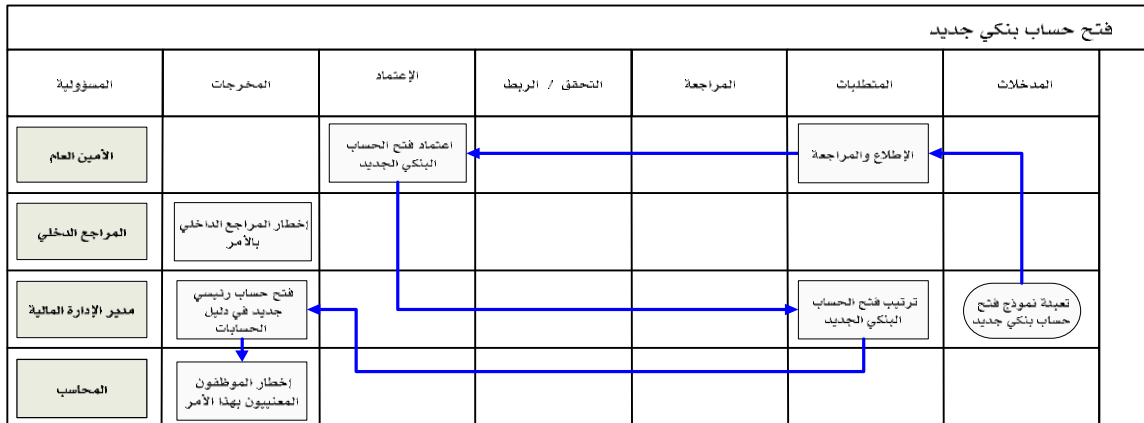 فتح حساب بنكي جديد
المدخلات
المتطلبات
المراجعة
التحقق / الربط
الإعتماد
المخرجات
المسؤولية
الإطلاع والمراجعة
اعتماد فتح الحساب
البنكي الجديد
الأمين العام
إخطار المراجع الداخلي
بالأمر
المراجع الدخلي
تعبئة نموذج فتح
حساب بنكي جديد
ترتيب فتح الحساب
البنكي الجديد
فتح حساب رئيسي
جديد في دليل
الحسابات
مدير الإدارة المالية
إخطار الموظفون
المعنييون بهذا الأمر
المحاسب